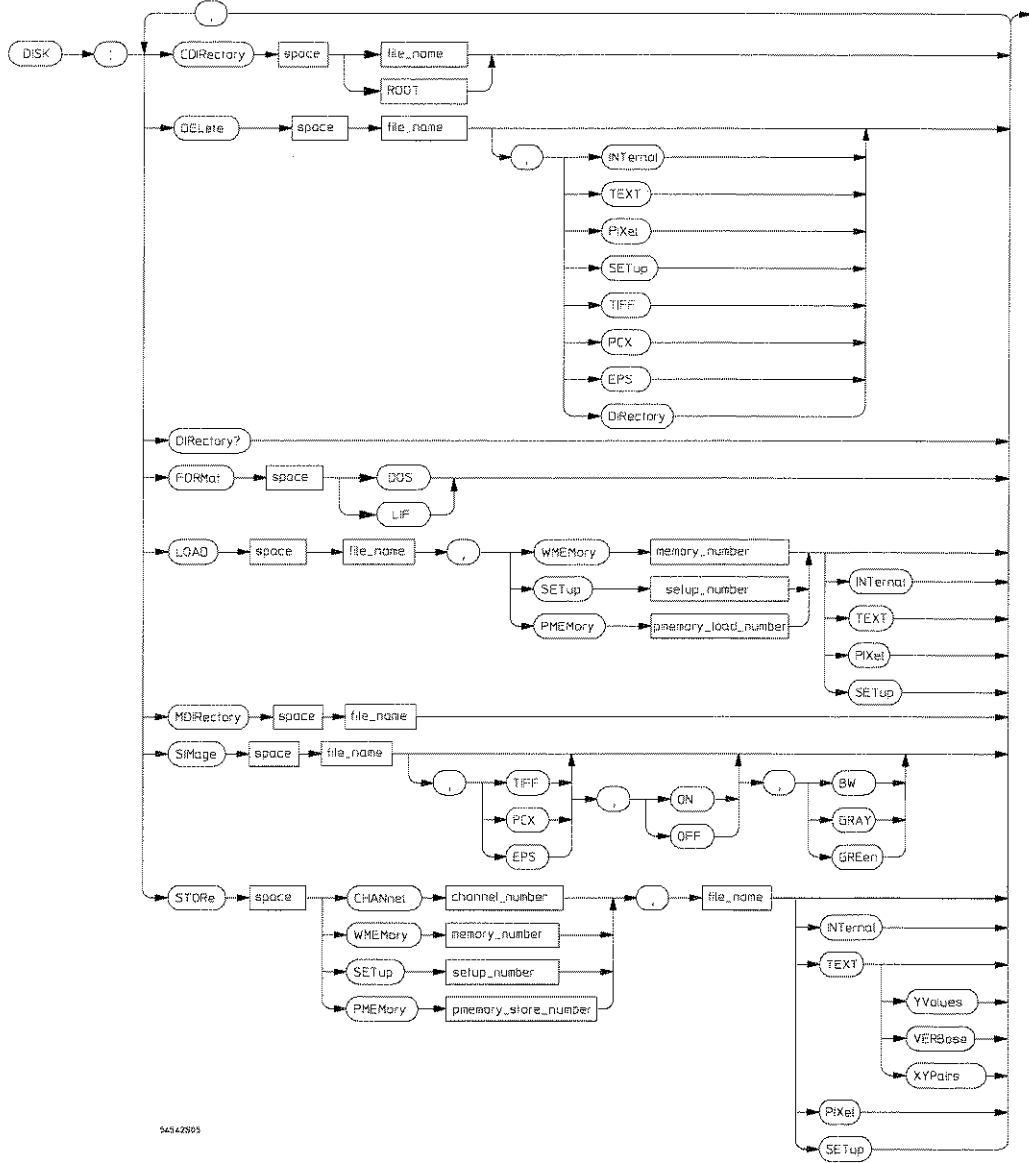 ,
DISK : CDIRectory space file_name
ROOT
DELete space file_name
, INTernal
TEXT
PIXel
SETup
TIFF
PCX
EPS
DIRectory
DIRectory?
FORMat space DOS
LIF
LOAD space file_name , WMEMory memory_number
INTernal
SETup setup_number
TEXT
PMEMory pmemory_load_number
PIXel
SETup
MDIRectory space file_name
SIMage space file_name
, TIFF , ON , BW
PCX OFF GRAY
EPS GREen
STORe space CHANnel channel_number , file_name
INTernal
WMEMory memory_number
TEXT
SETup setup_number
YValues
PMEMory pmemory_store_number
VERBose
XYPairs
PIXel
SETup
54542S05